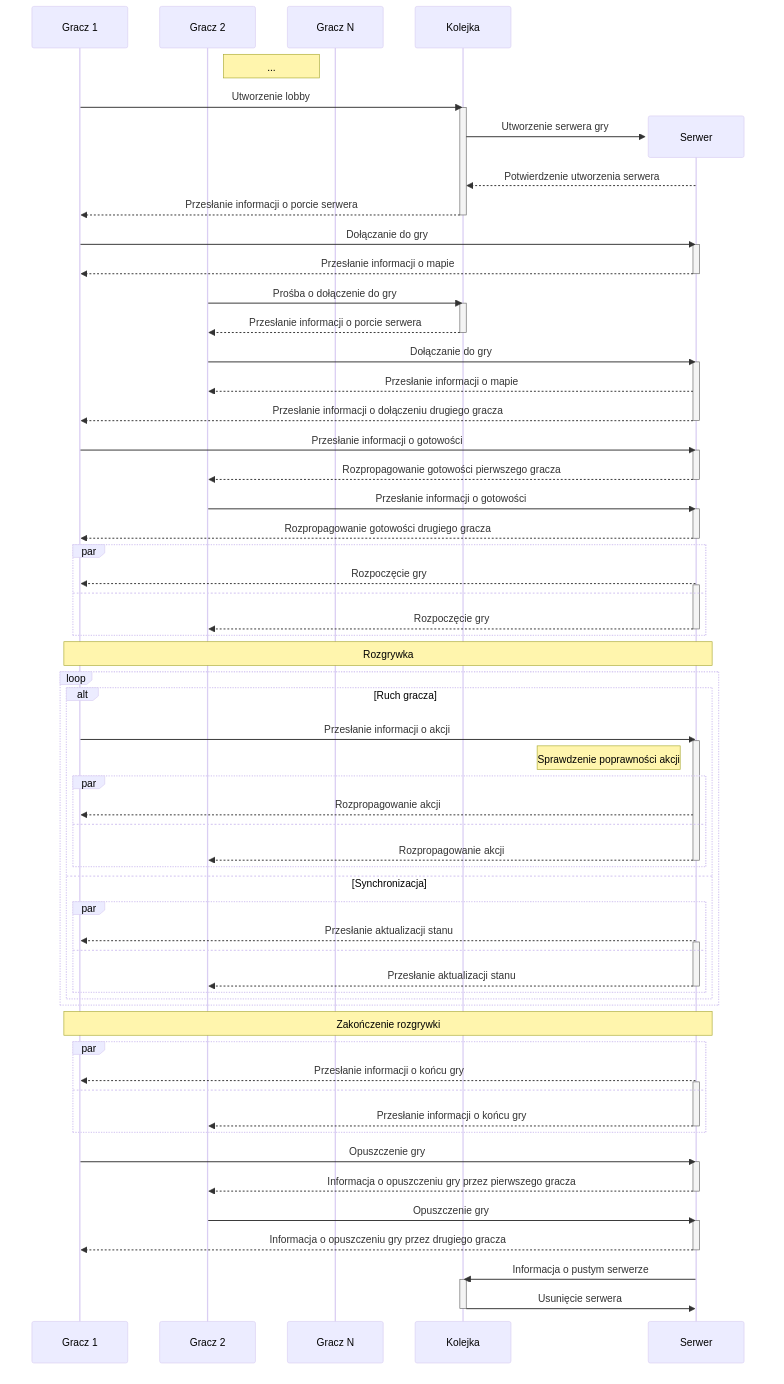 Gracz 1
Gracz 2
Gracz N
Kolejka
...
Utworzenie lobby
Utworzenie serwera gry
Serwer
Potwierdzenie utworzenia serwera
Przesłanie informacji o porcie serwera
Dołączanie do gry
Przesłanie informacji o mapie
Prośba o dołączenie do gry
Przesłanie informacji o porcie serwera
Dołączanie do gry
Przesłanie informacji o mapie
Przesłanie informacji o dołączeniu drugiego gracza
Przesłanie informacji o gotowości
Rozpropagowanie gotowości pierwszego gracza
Przesłanie informacji o gotowości
Rozpropagowanie gotowości drugiego gracza
par
Rozpoczęcie gry
Rozpoczęcie gry
Rozgrywka
loop
alt
[Ruch gracza]
Przesłanie informacji o akcji
Sprawdzenie poprawności akcji
par
Rozpropagowanie akcji
Rozpropagowanie akcji
[Synchronizacja]
par
Przesłanie aktualizacji stanu
Przesłanie aktualizacji stanu
Zakończenie rozgrywki
par
Przesłanie informacji o końcu gry
Przesłanie informacji o końcu gry
Opuszczenie gry
Informacja o opuszczeniu gry przez pierwszego gracza
Opuszczenie gry
Informacja o opuszczeniu gry przez drugiego gracza
Informacja o pustym serwerze
Usunięcie serwera
Gracz 1
Gracz 2
Gracz N
Kolejka
Serwer